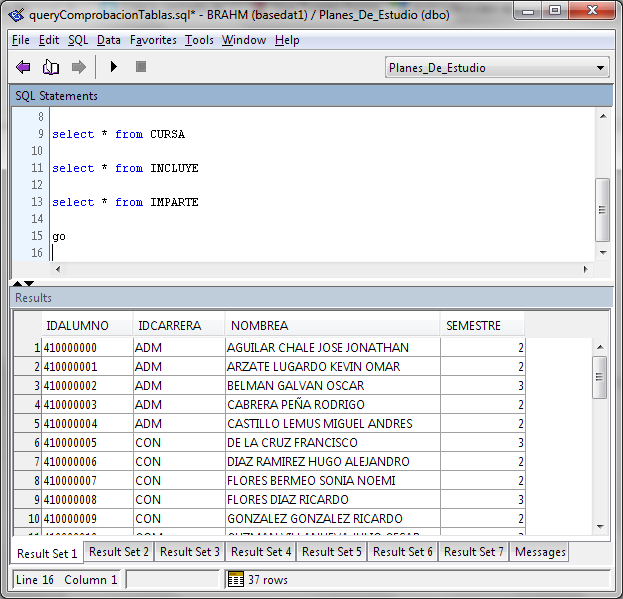 queryComprobacionTablas.sql* - BRAHM (basedat1) / Planes_De_Estudio (dbo)
File Edit SQL Data Favorites Tools Window Help
Planes_De_Estudio
SQL Statements
8
9 select * from CURSA
10
11 select * from INCLUYE
12
13 select * from IMPARTE
14
15 go
16
Results
IDALUMNO IDCARRERA NOMBREA SEMESTRE
1 410000000 ADM AGUILAR CHALE JOSE JONATHAN 2
2 410000001 ADM ARZATE LUGARDO KEVIN OMAR 2
3 410000002 ADM BELMAN GALVAN OSCAR 3
4 410000003 ADM CABRERA PEÑA RODRIGO 2
5 410000004 ADM CASTILLO LEMUS MIGUEL ANDRES 2
6 410000005 CON DE LA CRUZ FRANCISCO 3
7 410000006 CON DIAZ RAMIREZ HUGO ALEJANDRO 2
8 410000007 CON FLORES BERMEO SONIA NOEMI 2
9 410000008 CON FLORES DIAZ RICARDO 3
10 410000009 CON GONZALEZ GONZALEZ RICARDO 2
Result Set 1 Result Set 2 Result Set 3 Result Set 4 Result Set 5 Result Set 6 Result Set 7 Messages
Line 16 Column 1 37 rows